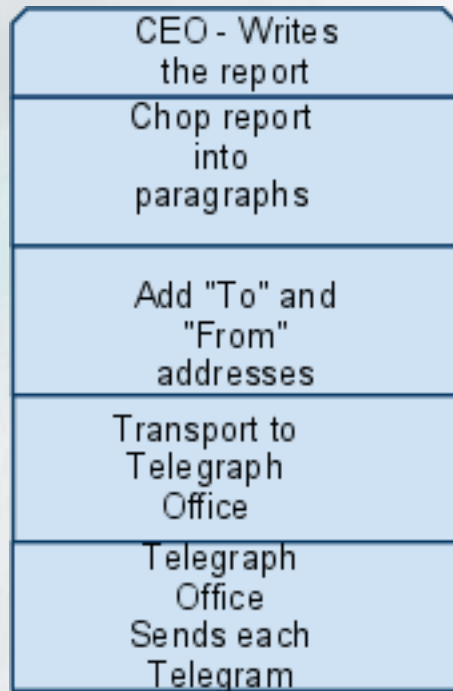 CEO - Writes
the report
Chop report
into
paragraphs
Add "To" and
"From"
addresses
Transport to
Telegraph
Office
Telegraph
Office
Sends each
Telegram